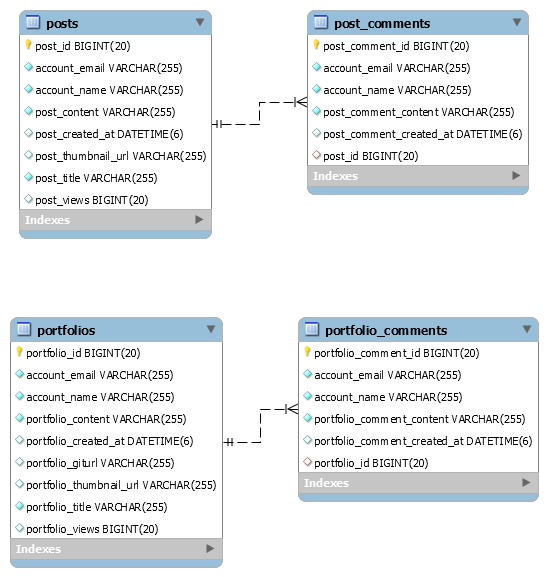 posts
post_id BIGINT(20)
account_email VARCHAR(255)
account_name VARCHAR(255)
post_content VARCHAR(255)
post_created_at DATETIME(6)
post_thumbnail_url VARCHAR(255)
post_title VARCHAR(255)
post_views BIGINT(20)
Indexes
post_comments
post_comment_id BIGINT(20)
account_email VARCHAR(255)
account_name VARCHAR(255)
post_comment_content VARCHAR(255)
post_comment_created_at DATETIME(6)
post_id BIGINT(20)
Indexes
portfolios
portfolio_id BIGINT(20)
account_email VARCHAR(255)
account_name VARCHAR(255)
portfolio_content VARCHAR(255)
portfolio_created_at DATETIME(6)
portfolio_giturl VARCHAR(255)
portfolio_thumbnail_url VARCHAR(255)
portfolio_title VARCHAR(255)
portfolio_views BIGINT(20)
Indexes
portfolio_comments
portfolio_comment_id BIGINT(20)
account_email VARCHAR(255)
account_name VARCHAR(255)
portfolio_comment_content VARCHAR(255)
portfolio_comment_created_at DATETIME(6)
portfolio_id BIGINT(20)
Indexes